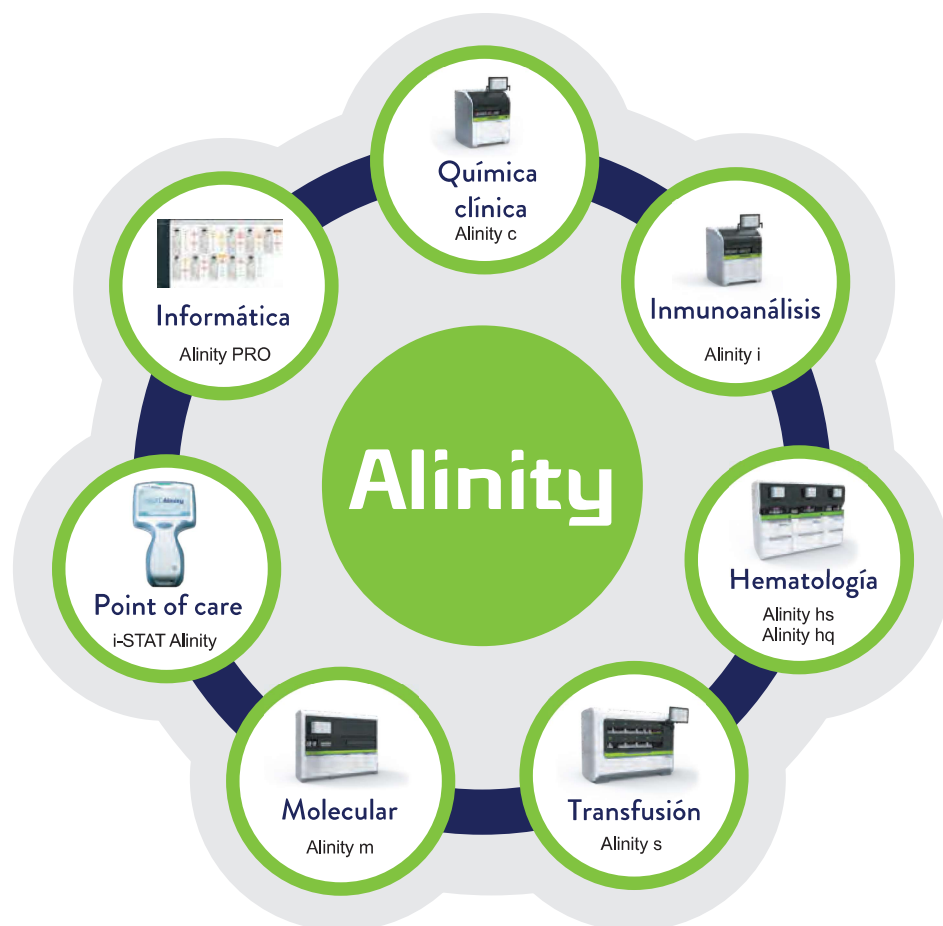 Química
clínica
Alinity c
Inmunoanálisis
Alinity i
Hematología
Alinity hs
Alinity hq
Transfusión
Alinity s
Molecular
Alinity m
Point of care
i-STAT Alinity
Informática
Alinity PRO
Alinity